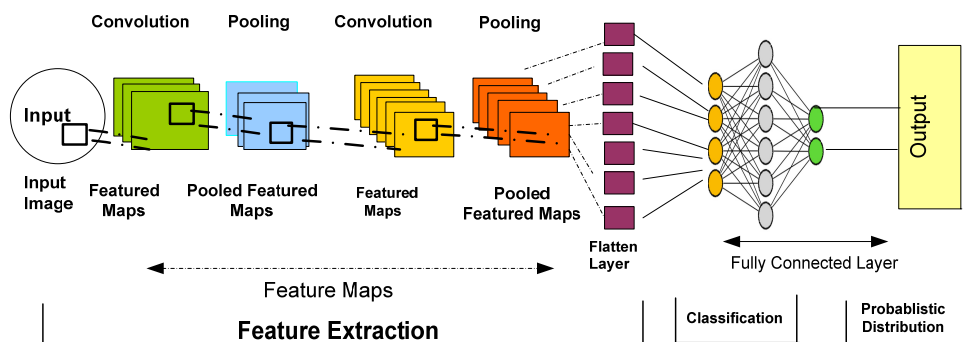 Convolution
Pooling
Convolution
Pooling
Input
Output
Input
Image
Featured
Maps
Pooled Featured
Maps
Featured
Maps
Pooled
Featured Maps
Flatten
Layer
Fully Connected Layer
Feature Maps
Feature Extraction
Classification
Probablistic
Distribution